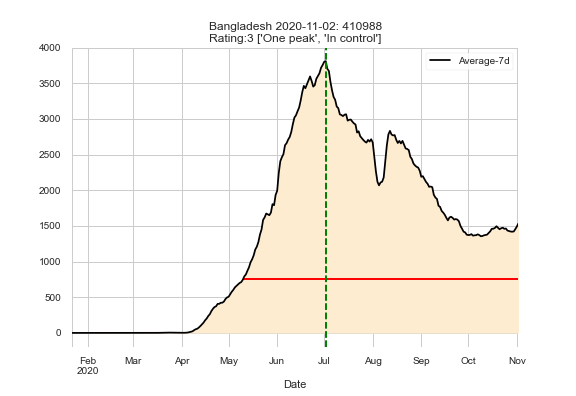 Bangladesh 2020-11-02: 410988
Rating:3 ['One peak', 'In control']
Average-7d
4000
3500
3000
2500
2000
1500
1000
500
0
Feb Mar Apr May Jun Jul Aug Sep Oct Nov
2020
Date